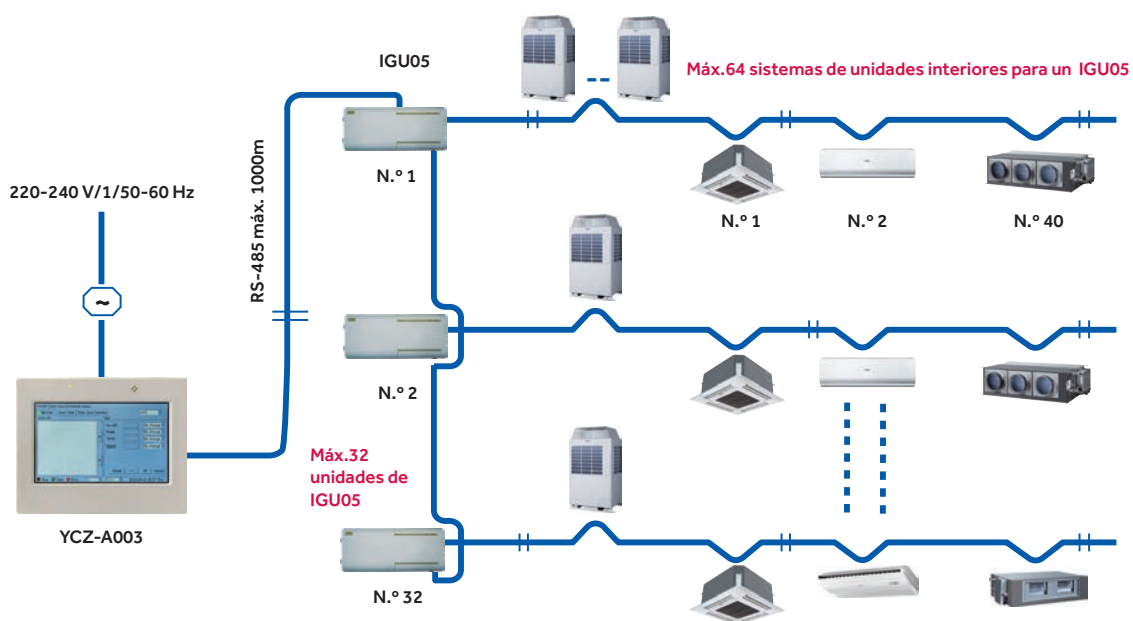 IGU05
Máx.64 sistemas de unidades interiores para un IGU05
RS-485 máx. 1000m
N.º 1
220-240 V/1/50-60 Hz
~
N.º 1
N.º 2
N.º 40
N.º 2
Máx.32
unidades de
IGU05
YCZ-A003
N.º 32